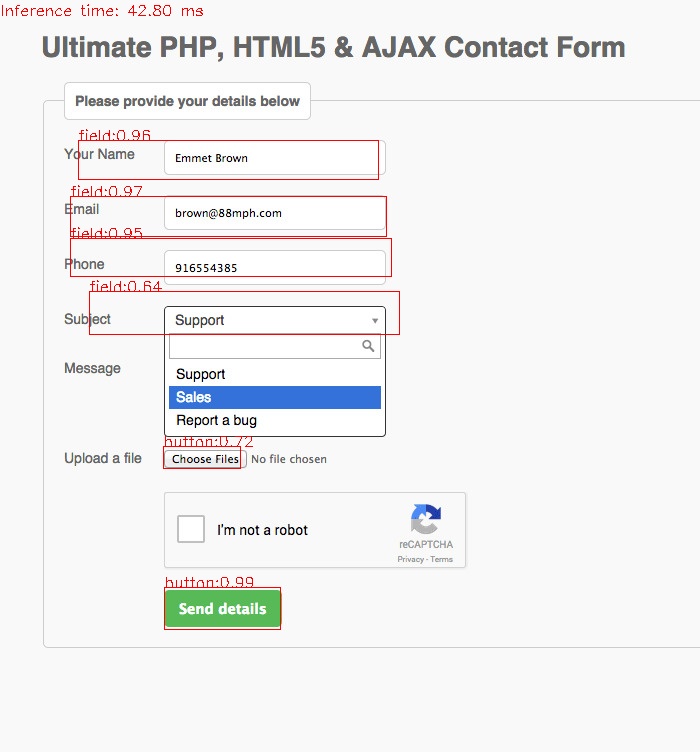 Inference time: 42.80 ms
Ultimate PHP, HTML5 & AJAX Contact Form
Please provide your details below
field:0.96
Your Name
Emmet Brown
field:0.97
Email
brown@88mph.com
field:0.95
Phone
916554385
field:0.64
Subject
Support
Message
Support
Sales
Report a bug
button:0.72
Upload a file
Choose Files
No file chosen
I'm not a robot
reCAPTCHA
Privacy - Terms
button:0.99
Send details